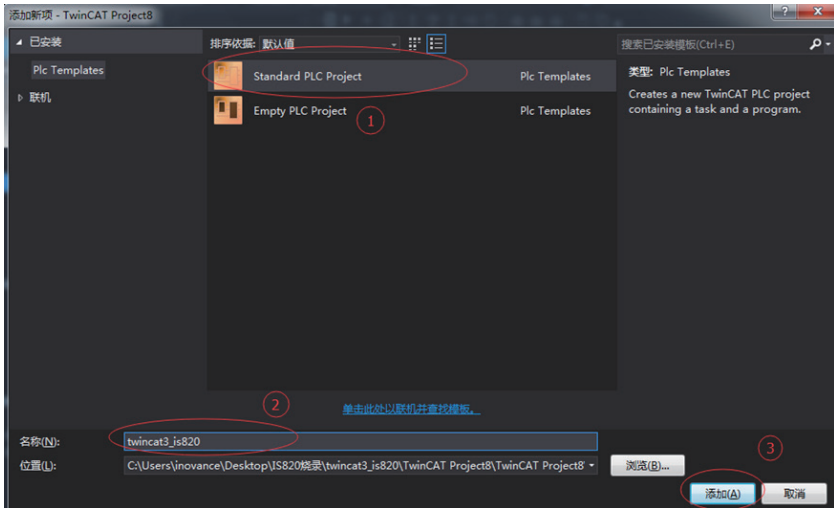 添加新项 - TwinCAT Project8
? x
已安装
Plc Templates
联机
排序依据: 默认值
Standard PLC Project Plc Templates
Empty PLC Project Plc Templates
①
搜索已安装模板(Ctrl+E)
类型: Plc Templates
Creates a new TwinCAT PLC project
containing a task and a program.
②
单击此处以联机并查找模板。
名称(N): twincat3_is820
③
位置(L): C:\Users\inovance\Desktop\IS820烧录\twincat3_is820\TwinCAT Project8\TwinCAT Project8\
浏览(B)...
添加(A) 取消